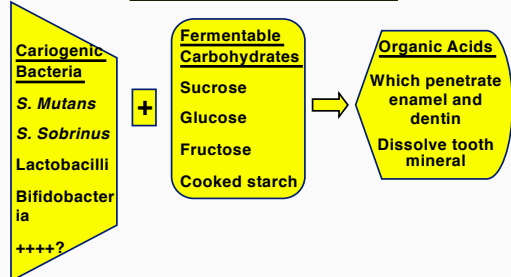 Cariogenic
Bacteria
S. Mutans
S. Sobrinus
Lactobacilli
Bifidobacter
ia
++++?
+
Fermentable
Carbohydrates
Sucrose
Glucose
Fructose
Cooked starch
Organic Acids
Which penetrate
enamel and
dentin
Dissolve tooth
mineral